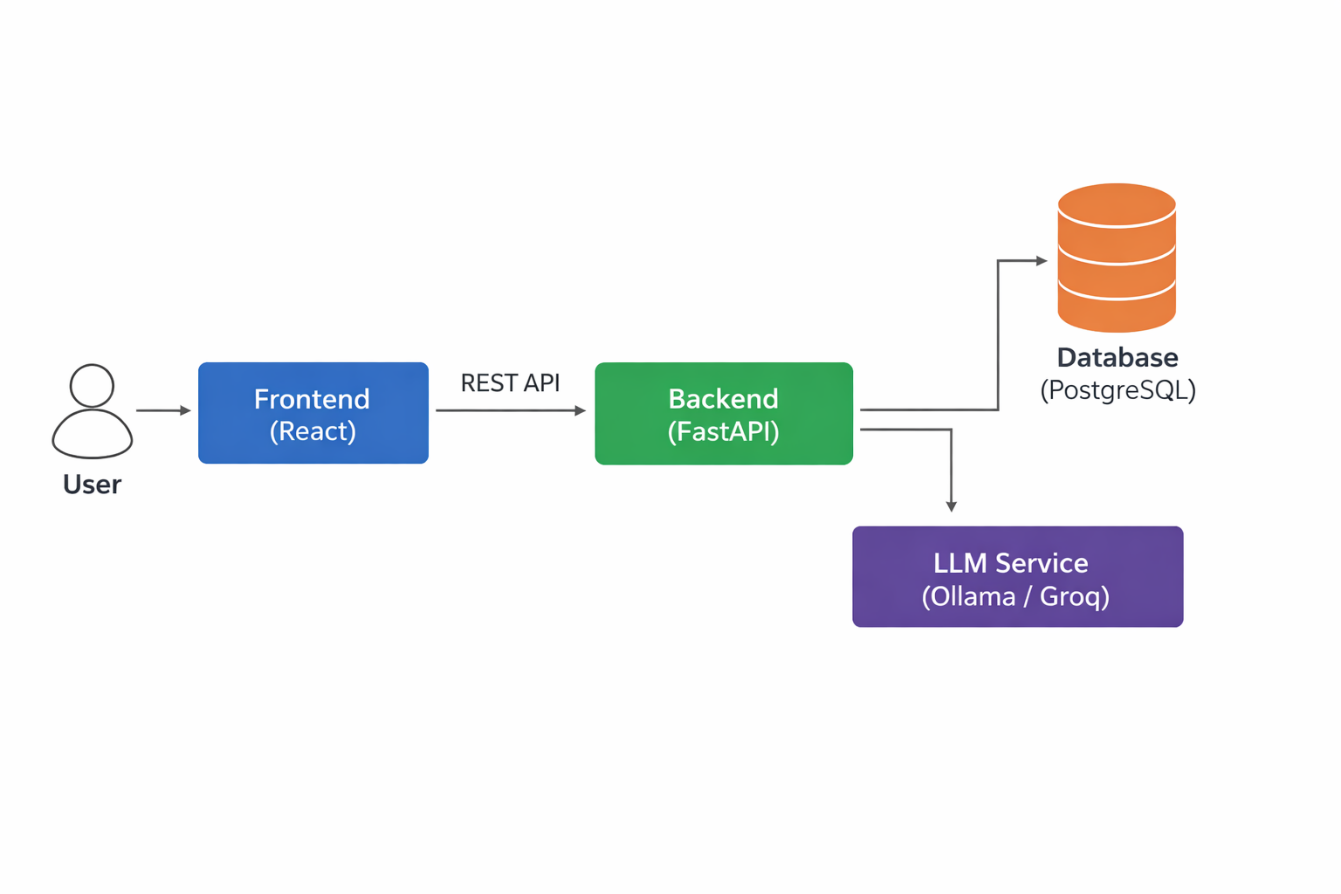 User
Frontend
(React)
REST API
Backend
(FastAPI)
Database
(PostgreSQL)
LLM Service
(Ollama / Groq)